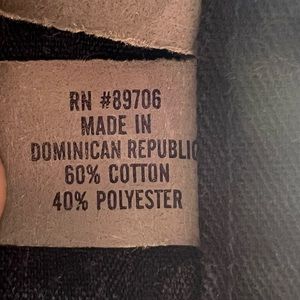 RN #89706
MADE IN
DOMINICAN REPUBLIC
60% COTTON
40% POLYESTER